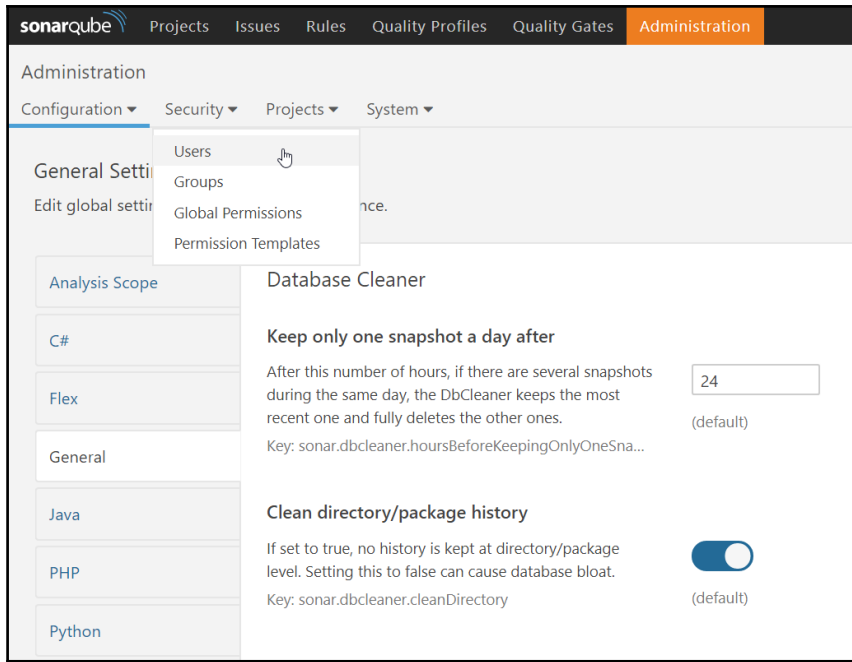 sonarqube Projects Issues Rules Quality Profiles Quality Gates Administration
Administration
Configuration Security Projects System
Users
Groups
Global Permissions
Permission Templates
General Setti
Edit global settin nce.
Analysis Scope
C#
Flex
General
Java
PHP
Python
Database Cleaner
Keep only one snapshot a day after
After this number of hours, if there are several snapshots
during the same day, the DbCleaner keeps the most
recent one and fully deletes the other ones.
Key: sonar.dbcleaner.hoursBeforeKeepingOnlyOneSna...
24
(default)
Clean directory/package history
If set to true, no history is kept at directory/package
level. Setting this to false can cause database bloat.
Key: sonar.dbcleaner.cleanDirectory
(default)